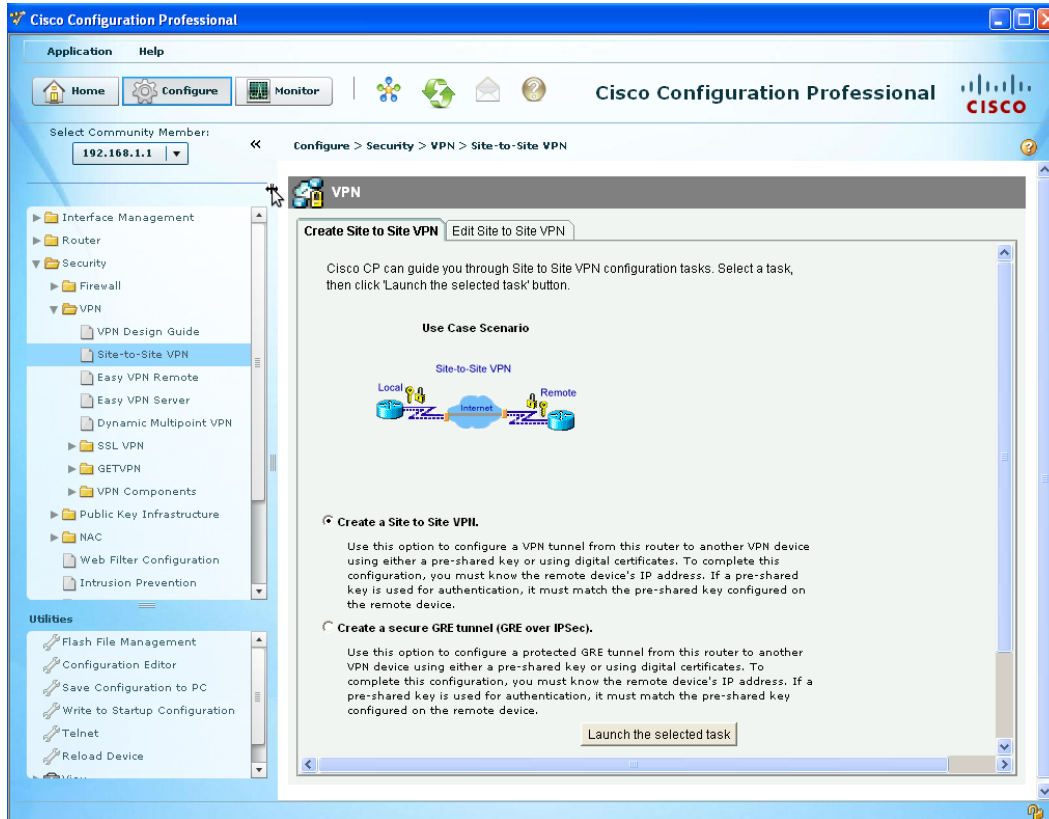 Cisco Configuration Professional
Application Help
Home Configure Monitor Cisco Configuration Professional
CISCO
Select Community Member:
192.168.1.1
Configure > Security > VPN > Site-to-Site VPN
Interface Management
Router
Security
Firewall
VPN
VPN Design Guide
Site-to-Site VPN
Easy VPN Remote
Easy VPN Server
Dynamic Multipoint VPN
SSL VPN
GETVPN
VPN Components
Public Key Infrastructure
NAC
Web Filter Configuration
Intrusion Prevention
Utilities
Flash File Management
Configuration Editor
Save Configuration to PC
Write to Startup Configuration
Telnet
Reload Device
View
VPN
Create Site to Site VPN Edit Site to Site VPN
Cisco CP can guide you through Site to Site VPN configuration tasks. Select a task,
then click 'Launch the selected task' button.
Use Case Scenario
Site-to-Site VPN
Local
Remote
Internet
Create a Site to Site VPN.
Use this option to configure a VPN tunnel from this router to another VPN device
using either a pre-shared key or using digital certificates. To complete this
configuration, you must know the remote device's IP address. If a pre-shared
key is used for authentication, it must match the pre-shared key configured on
the remote device.
Create a secure GRE tunnel (GRE over IPSec).
Use this option to configure a protected GRE tunnel from this router to another
VPN device using either a pre-shared key or using digital certificates. To
complete this configuration, you must know the remote device's IP address. If a
pre-shared key is used for authentication, it must match the pre-shared key
configured on the remote device.
Launch the selected task